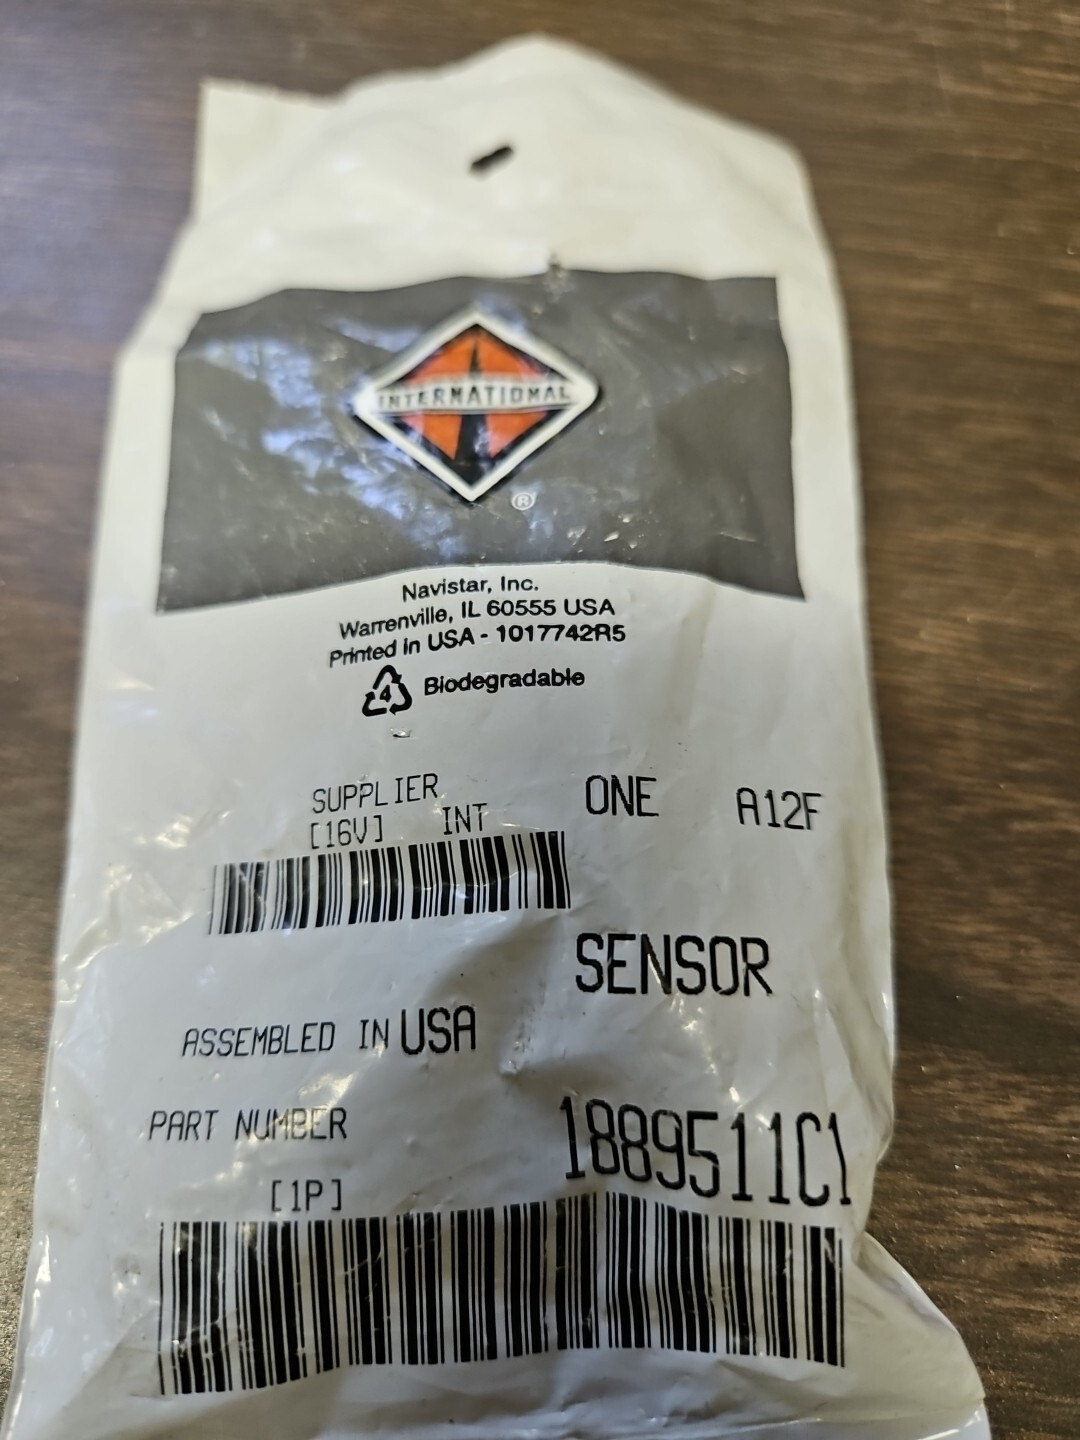 INTERNATIONAL
®
Navistar, Inc.
Warrenville, IL 60555 USA
Printed in USA - 1017742R5
4 Biodegradable
SUPPLIER ONE A12F
[16V] INT
SENSOR
ASSEMBLED IN USA
PART NUMBER 1889511C1
[1P]